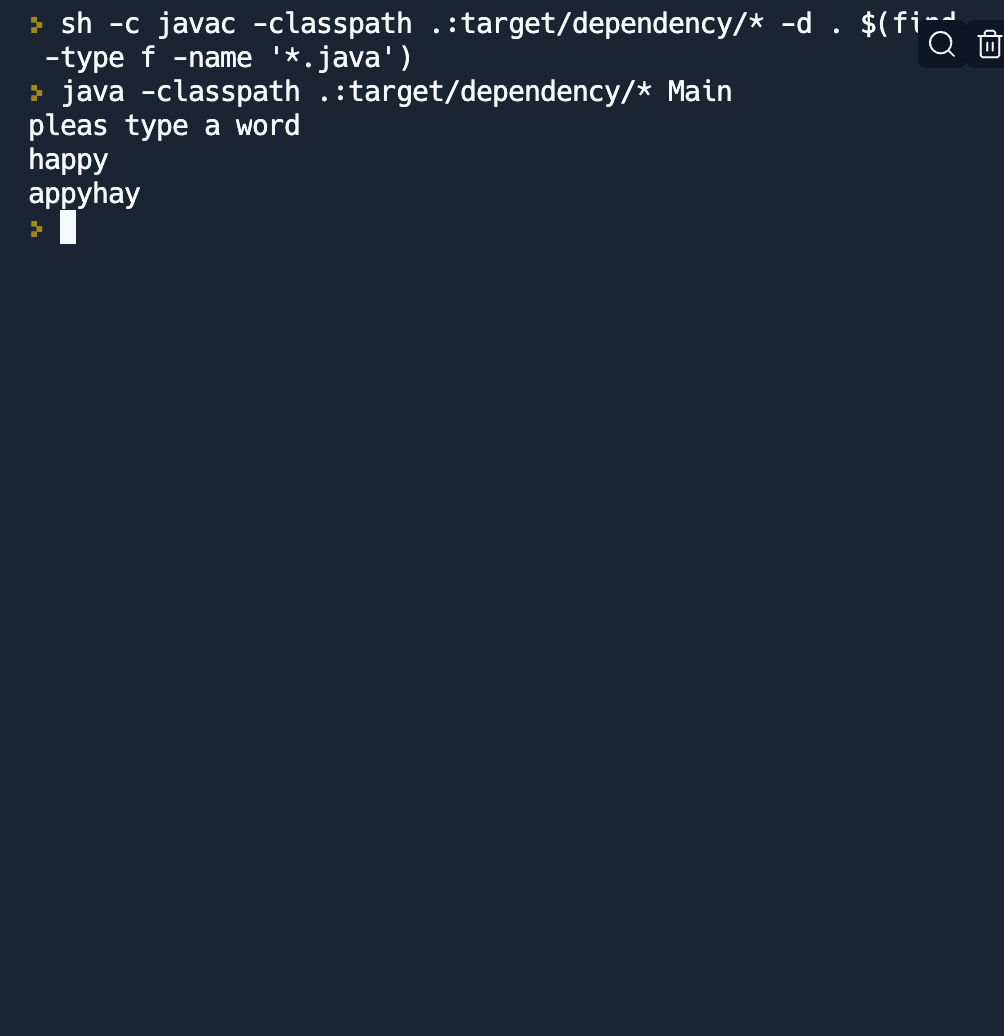 sh -c javac -classpath .:target/dependency/* -d . $(find
-type f -name '*.java')
java -classpath .:target/dependency/* Main
pleas type a word
happy
appyhay